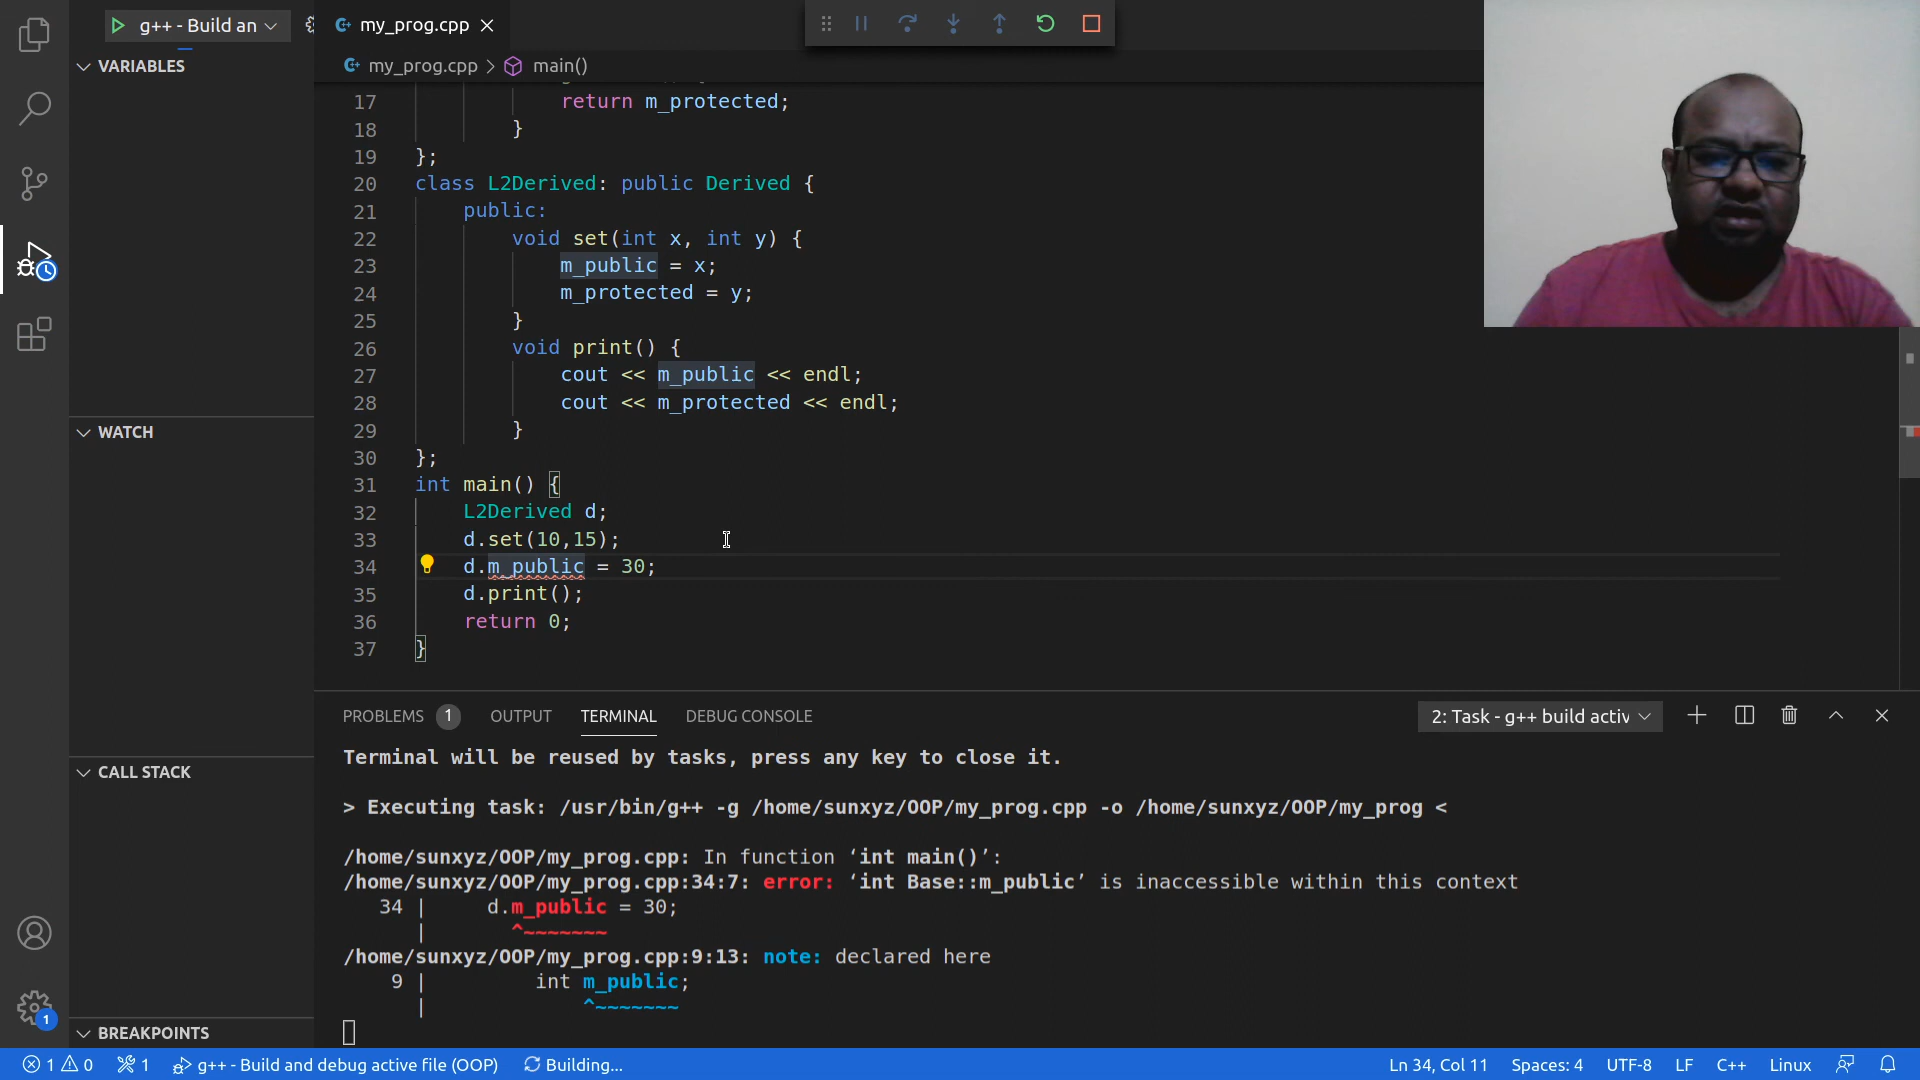 g++ - Build an
my_prog.cpp
my_prog.cpp > main()
VARIABLES
17 return m_protected;
18 }
19 };
20 class L2Derived: public Derived {
21 public:
22 void set(int x, int y) {
23 m_public = x;
24 m_protected = y;
25 }
26 void print() {
27 cout << m_public << endl;
28 cout << m_protected << endl;
29 }
30 };
31 int main() {
32 L2Derived d;
33 d.set(10,15);
34 d.m_public = 30;
35 d.print();
36 return 0;
37 }
WATCH
CALL STACK
BREAKPOINTS
PROBLEMS 1 OUTPUT TERMINAL DEBUG CONSOLE 2: Task - g++ build activ
Terminal will be reused by tasks, press any key to close it.
> Executing task: /usr/bin/g++ -g /home/sunxyz/OOP/my_prog.cpp -o /home/sunxyz/OOP/my_prog <
/home/sunxyz/OOP/my_prog.cpp: In function ‘int main()’:
/home/sunxyz/OOP/my_prog.cpp:34:7: error: ‘int Base::m_public’ is inaccessible within this context
34 | d.m_public = 30;
| ^~~~~~~~
/home/sunxyz/OOP/my_prog.cpp:9:13: note: declared here
9 | int m_public;
| ^~~~~~~~
1
1 0 1 g++ - Build and debug active file (OOP) Building... Ln 34, Col 11 Spaces: 4 UTF-8 LF C++ Linux